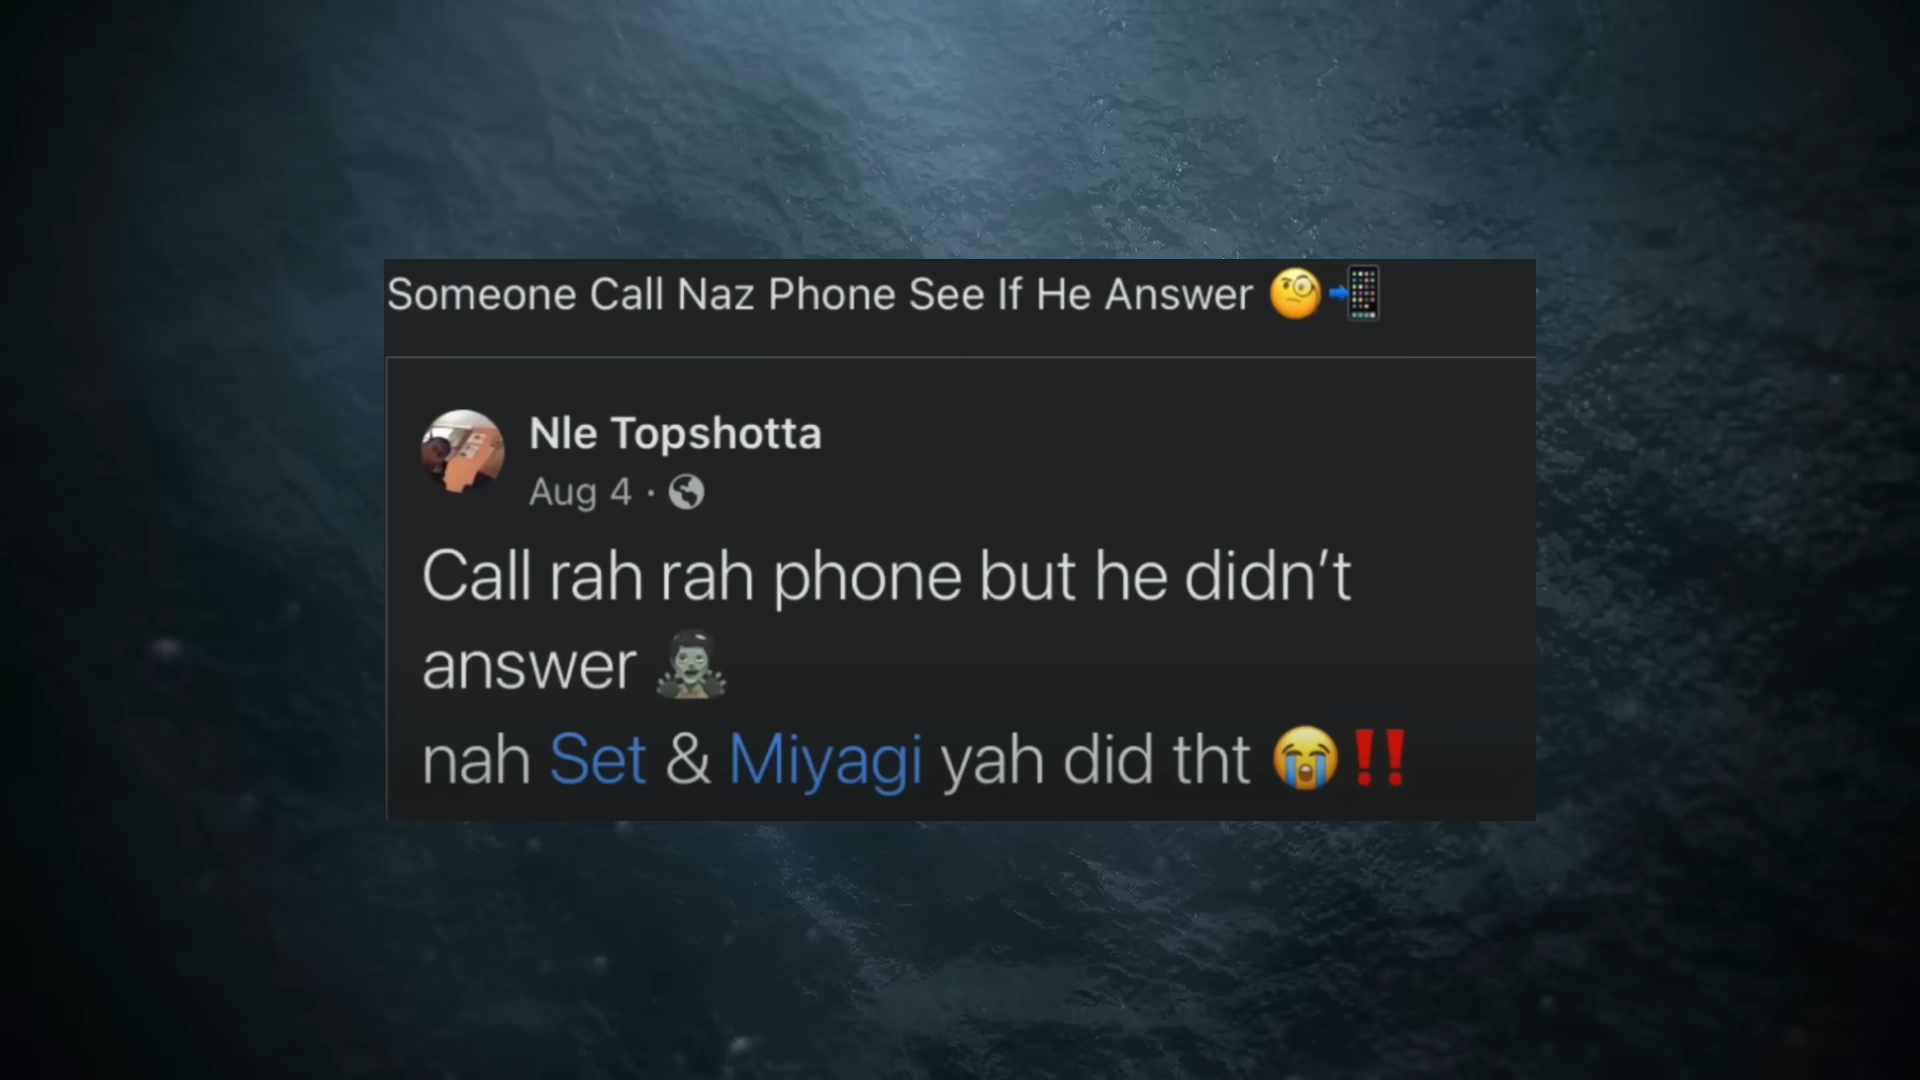 Someone Call Naz Phone See If He Answer 🧐📲
Nle Topshotta
Aug 4 ·
Call rah rah phone but he didn't
answer 🧟
nah Set & Miyagi yah did tht 😭‼️